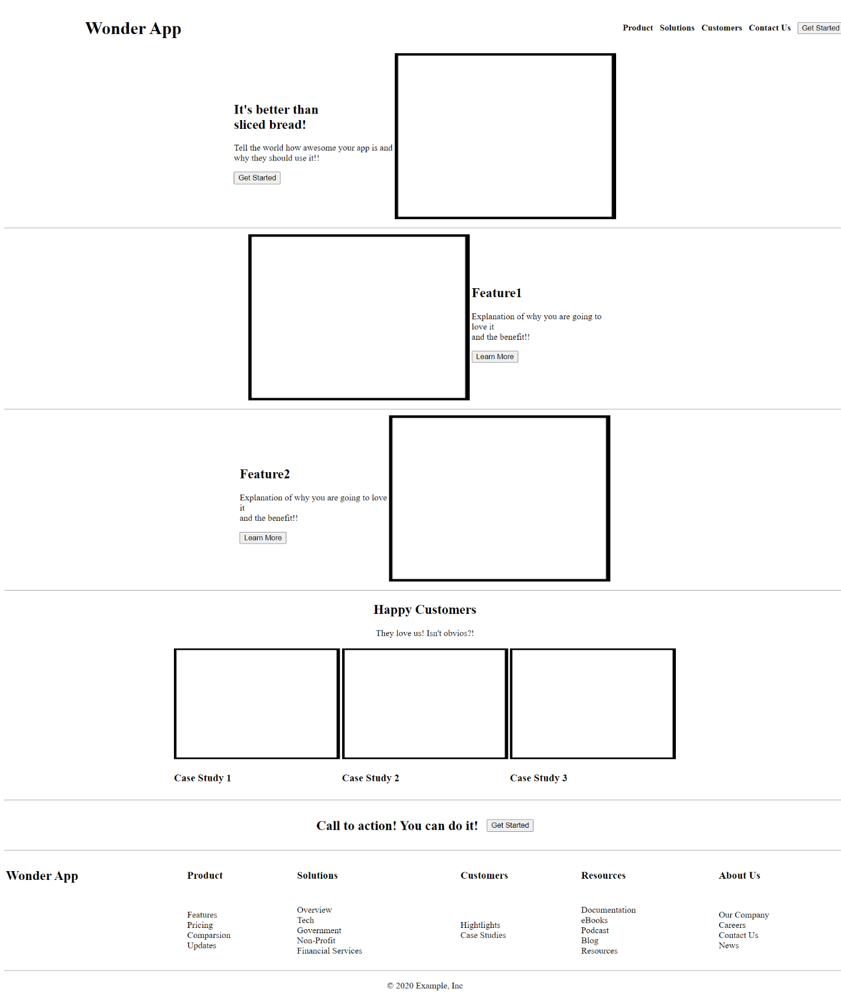 Wonder App
Product Solutions Customers Contact Us Get Started
It's better than
sliced bread!
Tell the world how awesome your app is and
why they should use it!!
Get Started
Feature1
Explanation of why you are going to
love it
and the benefit!!
Learn More
Feature2
Explanation of why you are going to love
it
and the benefit!!
Learn More
Happy Customers
They love us! Isn't obvios?!
Case Study 1
Case Study 2
Case Study 3
Call to action! You can do it!
Get Started
Wonder App
Product
Features
Pricing
Comparsion
Updates
Solutions
Overview
Tech
Government
Non-Profit
Financial Services
Customers
Hightlights
Case Studies
Resources
Documentation
eBooks
Podcast
Blog
Resources
About Us
Our Company
Careers
Contact Us
News
© 2020 Example, Inc